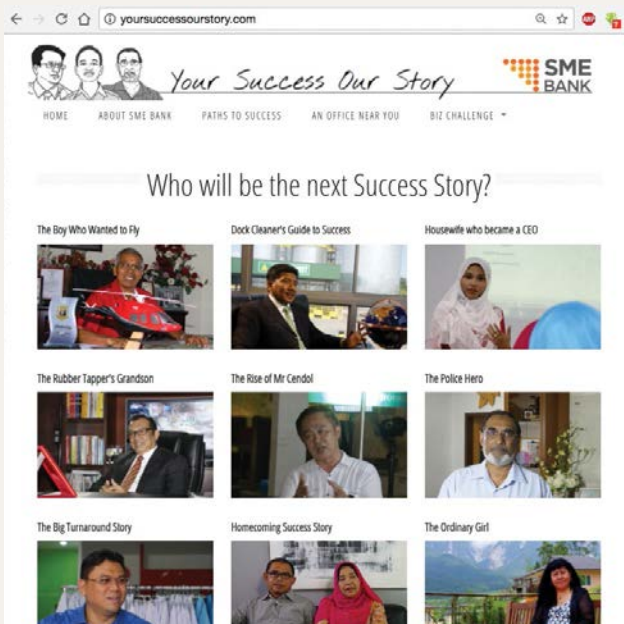 yoursuccessourstory.com
Your Success Our Story
SME
BANK
HOME ABOUT SME BANK PATHS TO SUCCESS AN OFFICE NEAR YOU BIZ CHALLENGE
Who will be the next Success Story?
The Boy Who Wanted to Fly Dock Cleaner's Guide to Success Housewife who became a CEO
The Rubber Tapper's Grandson The Rise of Mr Cendol The Police Hero
The Big Turnaround Story Homecoming Success Story The Ordinary Girl